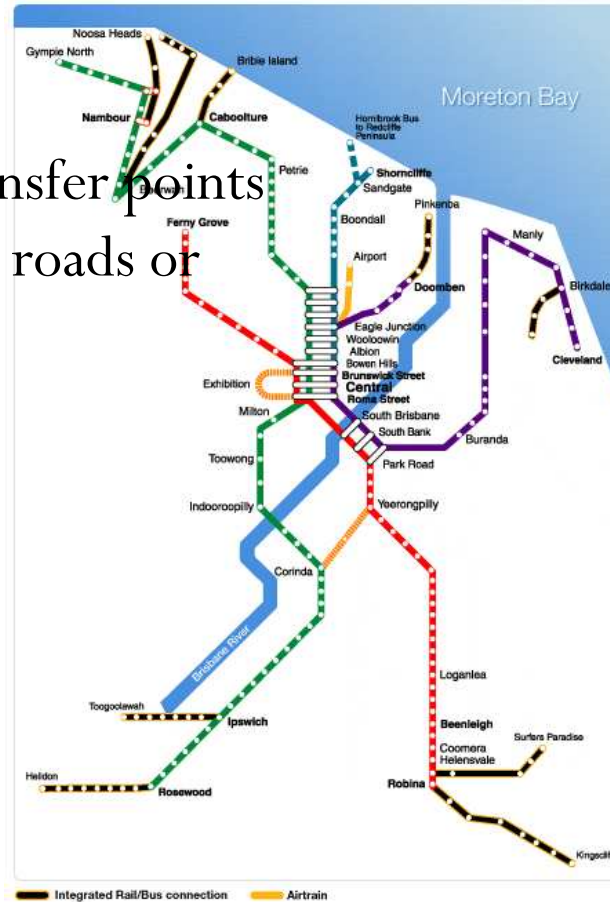 Noosa Heads
Gympie North
Bribie Island
Moreton Bay
Nambour
Caboolture
Hornibrook Bus
to Redcliffe
Peninsula
Petrie
Shorncliffe
nsfer points
Beerwah
Sandgate
Pinkenba
Ferny Grove
Boondall
roads or
Manly
Airport
Doomben
Birkdale
Eagle Junction
Wooloowin
Albion
Cleveland
Bowen Hills
Brunswick Street
Exhibition
Central
Roma Street
Milton
South Brisbane
South Bank
Buranda
Toowong
Park Road
Indooroopilly
Yeerongpilly
Corinda
Brisbane River
Loganlea
Toogoolawah
Ipswich
Beenleigh
Coomera
Surfers Paradise
Helensvale
Helidon
Rosewood
Robina
Kingscliff
Integrated Rail/Bus connection
Airtrain